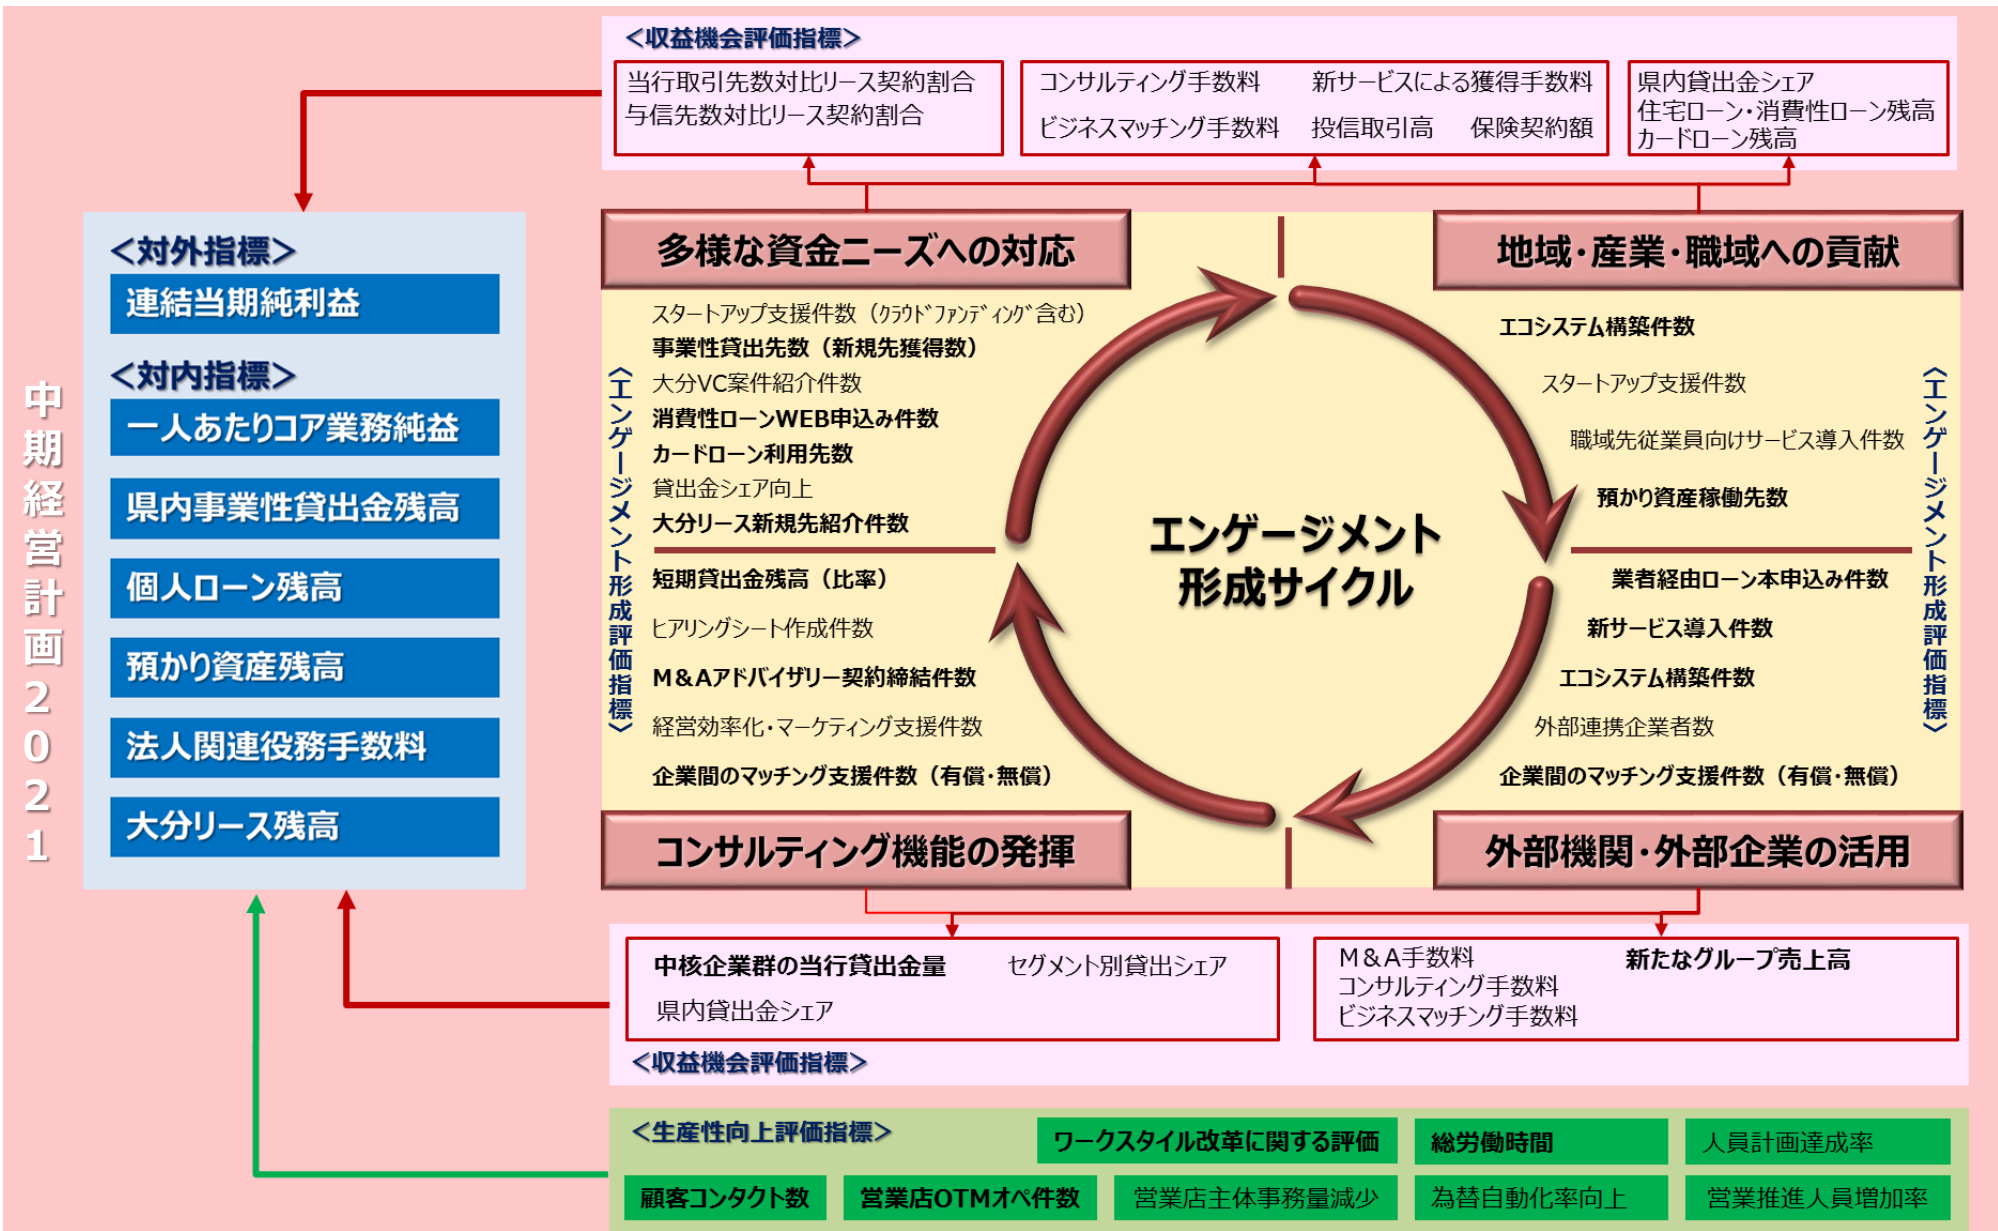 中期経営計画2021
＜対外指標＞
連結当期純利益
＜対内指標＞
一人あたりコア業務純益
県内事業性貸出金残高
個人ローン残高
預かり資産残高
法人関連役務手数料
大分リース残高
＜収益機会評価指標＞
当行取引先数対比リース契約割合
与信先数対比リース契約割合
コンサルティング手数料　新サービスによる獲得手数料
ビジネスマッチング手数料　投信取引高　保険契約額
県内貸出金シェア
住宅ローン・消費性ローン残高
カードローン残高
多様な資金ニーズへの対応
＜エンゲージメント形成評価指標＞
スタートアップ支援件数（クラウドファンディング含む）
事業性貸出先数（新規先獲得数）
大分VC案件紹介件数
消費性ローンWEB申込み件数
カードローン利用先数
貸出金シェア向上
大分リース新規先紹介件数
短期貸出金残高（比率）
ヒアリングシート作成件数
M＆Aアドバイザリー契約締結件数
経営効率化・マーケティング支援件数
企業間のマッチング支援件数（有償・無償）
コンサルティング機能の発揮
エンゲージメント
形成サイクル
地域・産業・職域への貢献
エコシステム構築件数
スタートアップ支援件数
職域先従業員向けサービス導入件数
預かり資産稼働先数
業者経由ローン本申込み件数
新サービス導入件数
エコシステム構築件数
外部連携企業者数
企業間のマッチング支援件数（有償・無償）
＜エンゲージメント形成評価指標＞
外部機関・外部企業の活用
中核企業群の当行貸出金量　セグメント別貸出シェア
県内貸出金シェア
M＆A手数料　新たなグループ売上高
コンサルティング手数料
ビジネスマッチング手数料
＜収益機会評価指標＞
＜生産性向上評価指標＞
ワークスタイル改革に関する評価　総労働時間　人員計画達成率
顧客コンタクト数　営業店OTMオペ件数　営業店主体事務量減少　為替自動化率向上　営業推進人員増加率